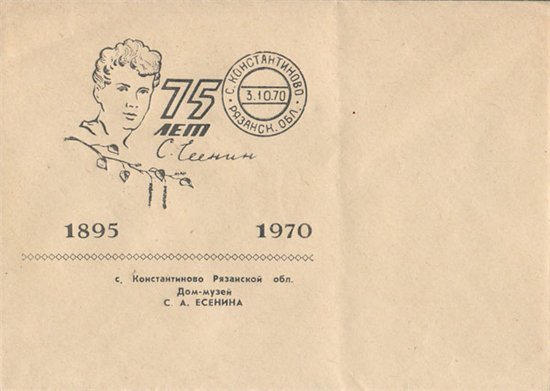 75
ЛЕТ
С. Есенин
С. КОНСТАНТИНОВО
3.10.70
РЯЗАНСК. ОБЛ.
1895 1970
с. Константиново Рязанской обл.
Дом-музей
С. А. ЕСЕНИНА